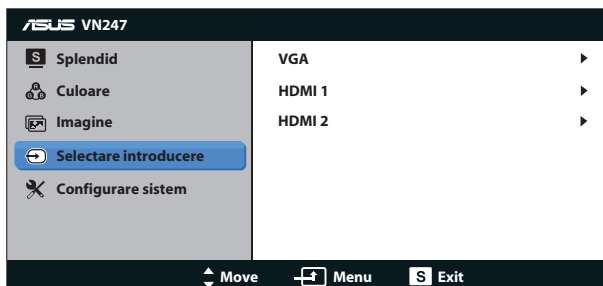 ASUS VN247
S Splendid
Culoare
Imagine
Selectare introducere
Configurare sistem
VGA
HDMI 1
HDMI 2
Move Menu S Exit